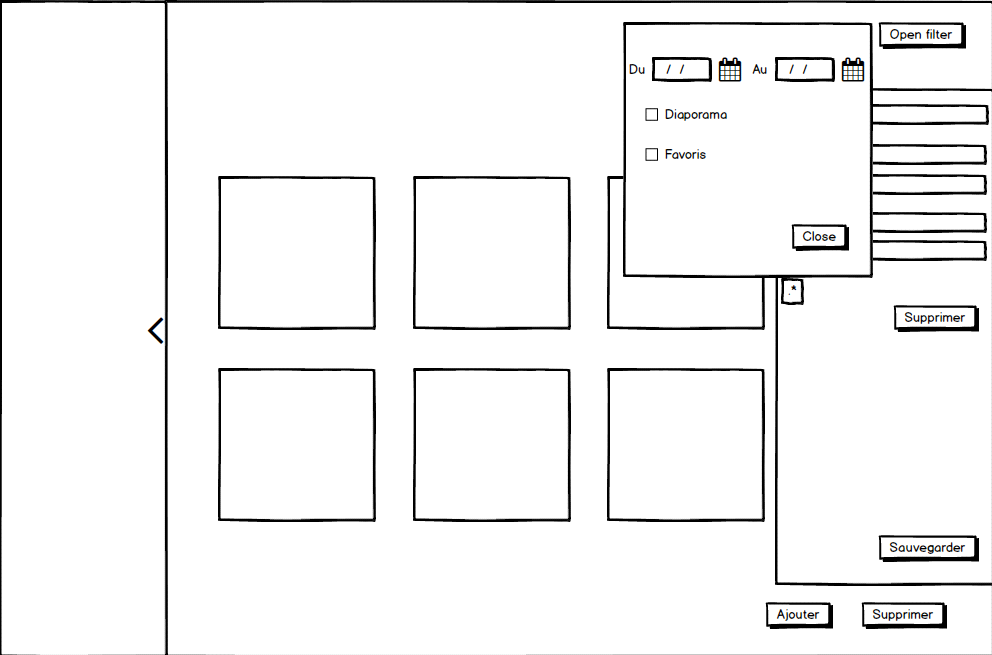 Open filter
Du / / Au / /
Diaporama
Favoris
Close
.*
Supprimer
Sauvegarder
Ajouter Supprimer